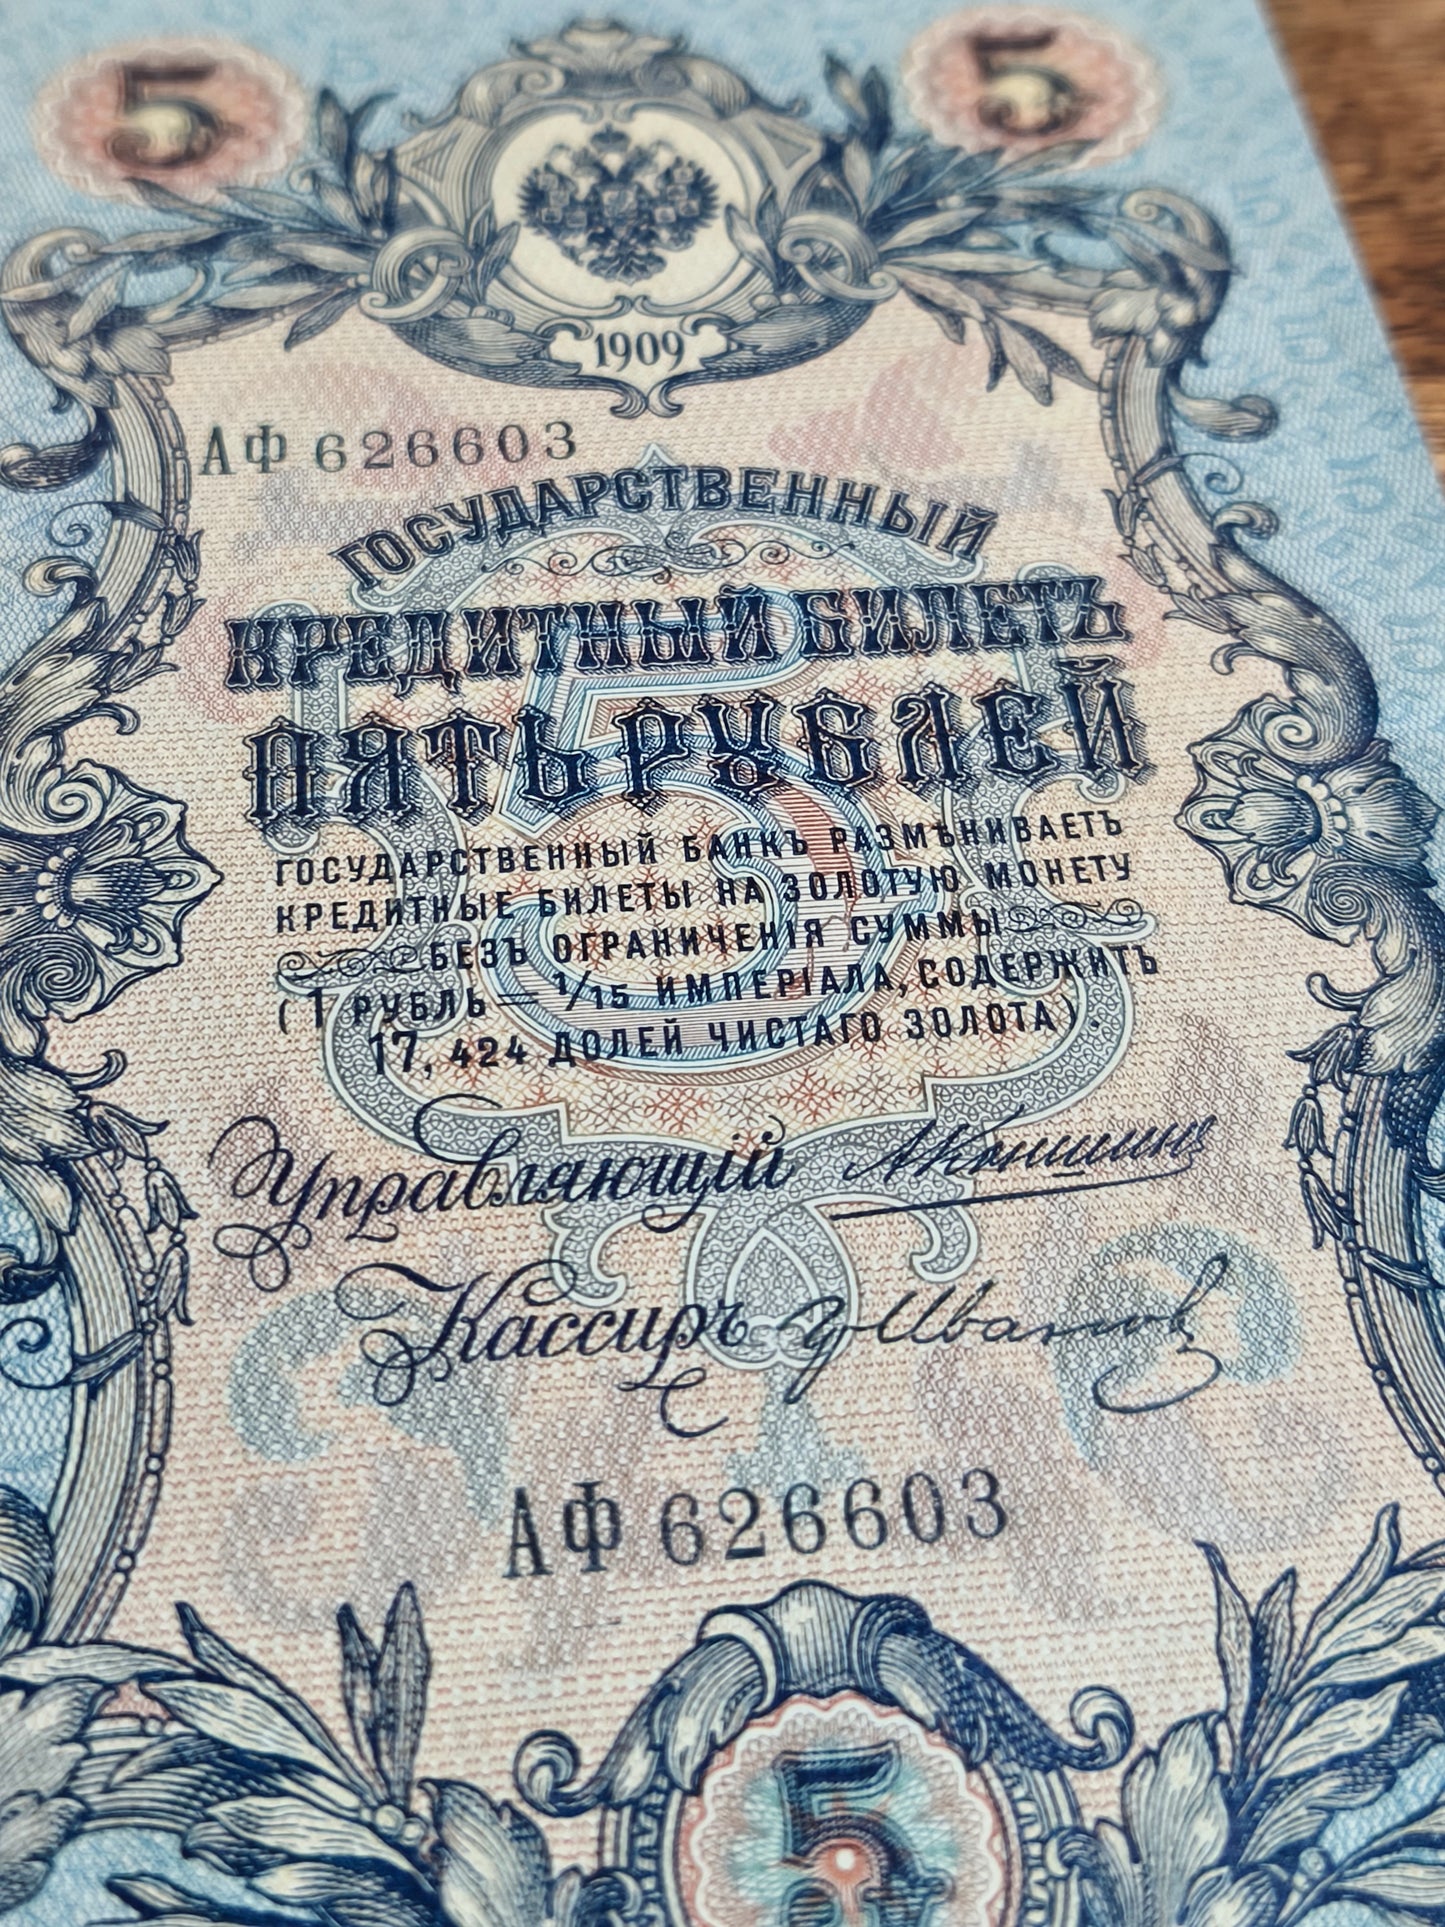 5 5
1909
АФ 626603
ГОСУДАРСТВЕННЫЙ
КРЕДИТНЫЙ БИЛЕТЪ
ПЯТЬ РУБЛЕЙ
ГОСУДАРСТВЕННЫЙ БАНКЪ РАЗМѢНИВАЕТЪ
КРЕДИТНЫЕ БИЛЕТЫ НА ЗОЛОТУЮ МОНЕТУ
БЕЗЪ ОГРАНИЧЕНІЯ СУММЫ
(1 РУБЛЬ = 1/15 ИМПЕРІАЛА, СОДЕРЖИТЪ
17, 424 ДОЛЕЙ ЧИСТАГО ЗОЛОТА).
Управляющій
Кассиръ
АФ 626603
5